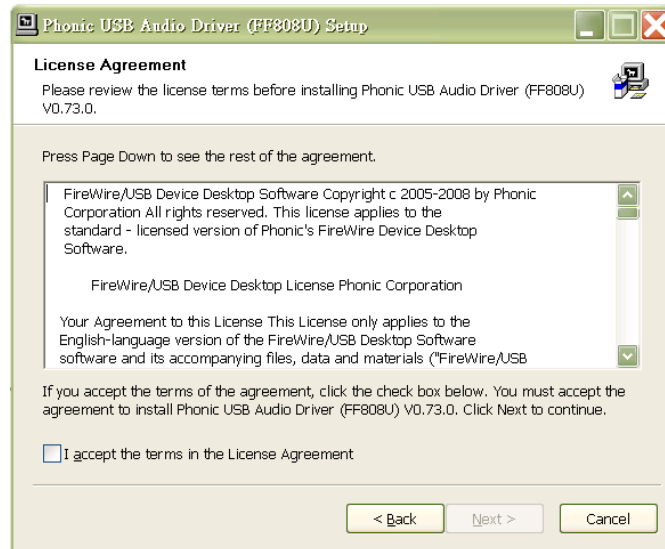 Phonic USB Audio Driver (FF808U) Setup
License Agreement
Please review the license terms before installing Phonic USB Audio Driver (FF808U)
V0.73.0.
Press Page Down to see the rest of the agreement.
FireWire/USB Device Desktop Software Copyright c 2005-2008 by Phonic
Corporation All rights reserved. This license applies to the
standard - licensed version of Phonic's FireWire Device Desktop
Software.
FireWire/USB Device Desktop License Phonic Corporation
Your Agreement to this License This License only applies to the
English-language version of the FireWire/USB Desktop Software
software and its accompanying files, data and materials ("FireWire/USB
If you accept the terms of the agreement, click the check box below. You must accept the
agreement to install Phonic USB Audio Driver (FF808U) V0.73.0. Click Next to continue.
I accept the terms in the License Agreement
< Back Next > Cancel